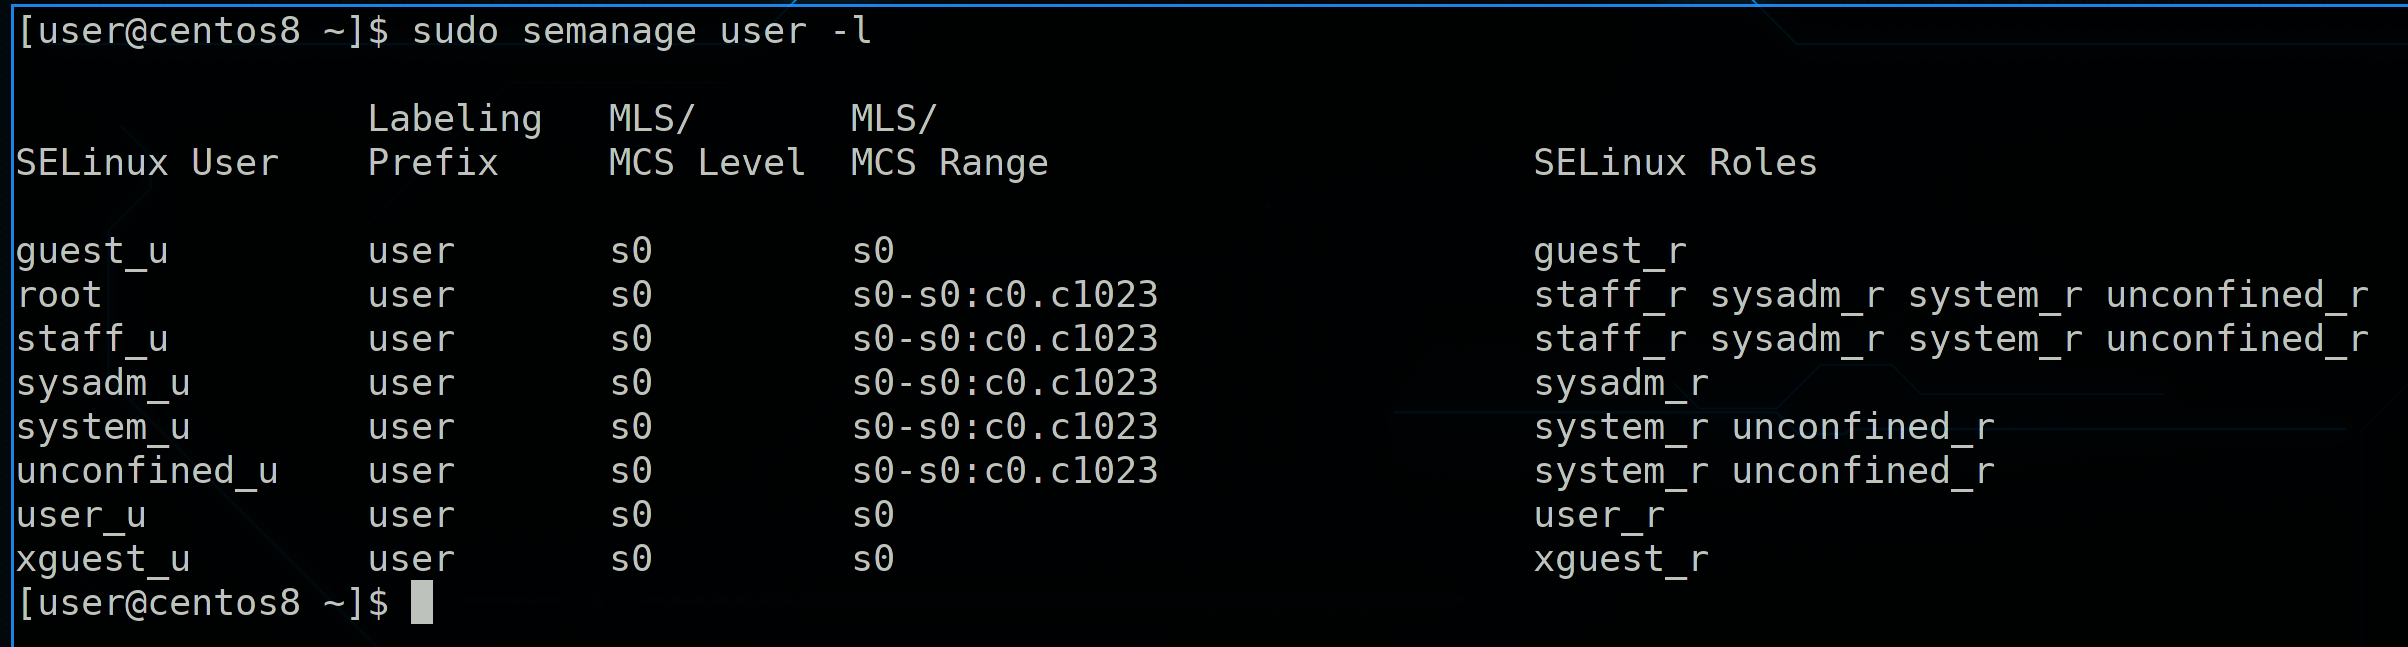 [user@centos8 ~]$ sudo semanage user -l
Labeling MLS/ MLS/
SELinux User Prefix MCS Level MCS Range SELinux Roles
guest_u user s0 s0 guest_r
root user s0 s0-s0:c0.c1023 staff_r sysadm_r system_r unconfined_r
staff_u user s0 s0-s0:c0.c1023 staff_r sysadm_r system_r unconfined_r
sysadm_u user s0 s0-s0:c0.c1023 sysadm_r
system_u user s0 s0-s0:c0.c1023 system_r unconfined_r
unconfined_u user s0 s0-s0:c0.c1023 system_r unconfined_r
user_u user s0 s0 user_r
xguest_u user s0 s0 xguest_r
[user@centos8 ~]$